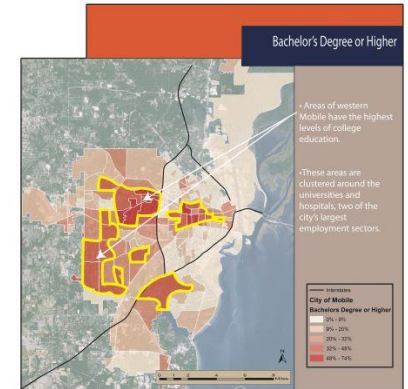 Bachelor's Degree or Higher
• Areas of western
Mobile have the highest
levels of college
education.
•These areas are
clustered around the
universities and
hospitals, two of the
city's largest
employment sectors.
Interstates
City of Mobile
Bachelors Degree or Higher
9% - 20%
20% - 32%
32% - 48%
48% - 74%
N